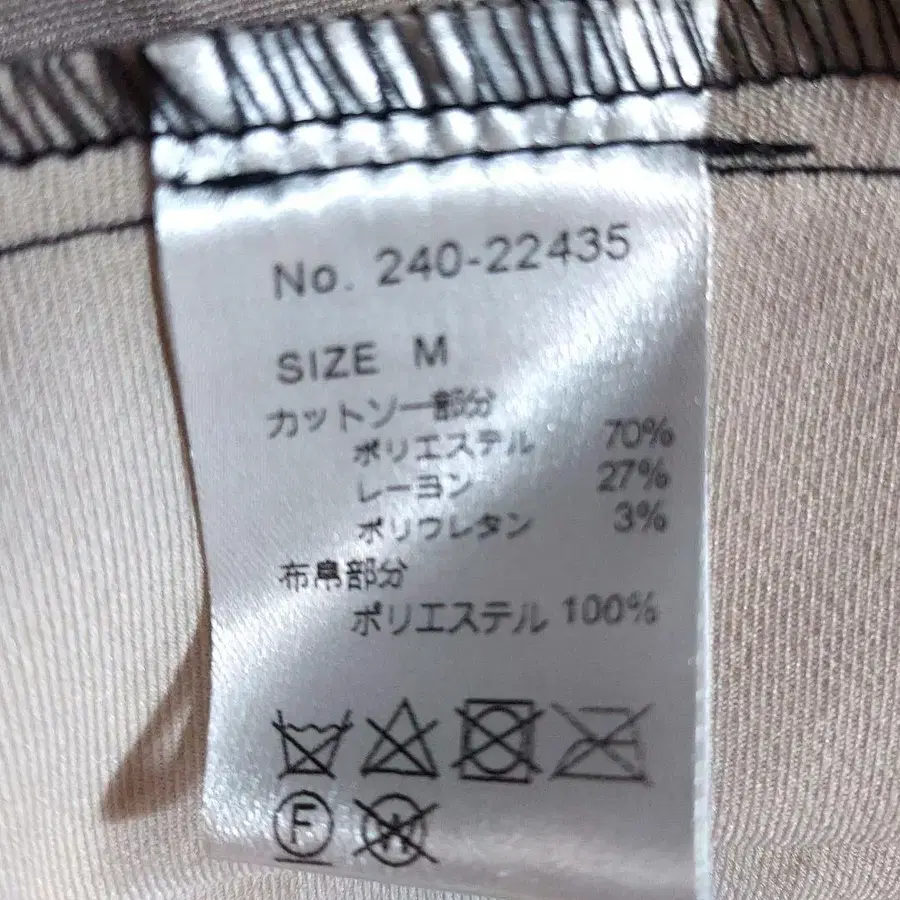 No. 240-22435
SIZE M
カットソー部分
ポリエステル 70%
レーヨン 27%
ポリウレタン 3%
布帛部分
ポリエステル 100%
F W